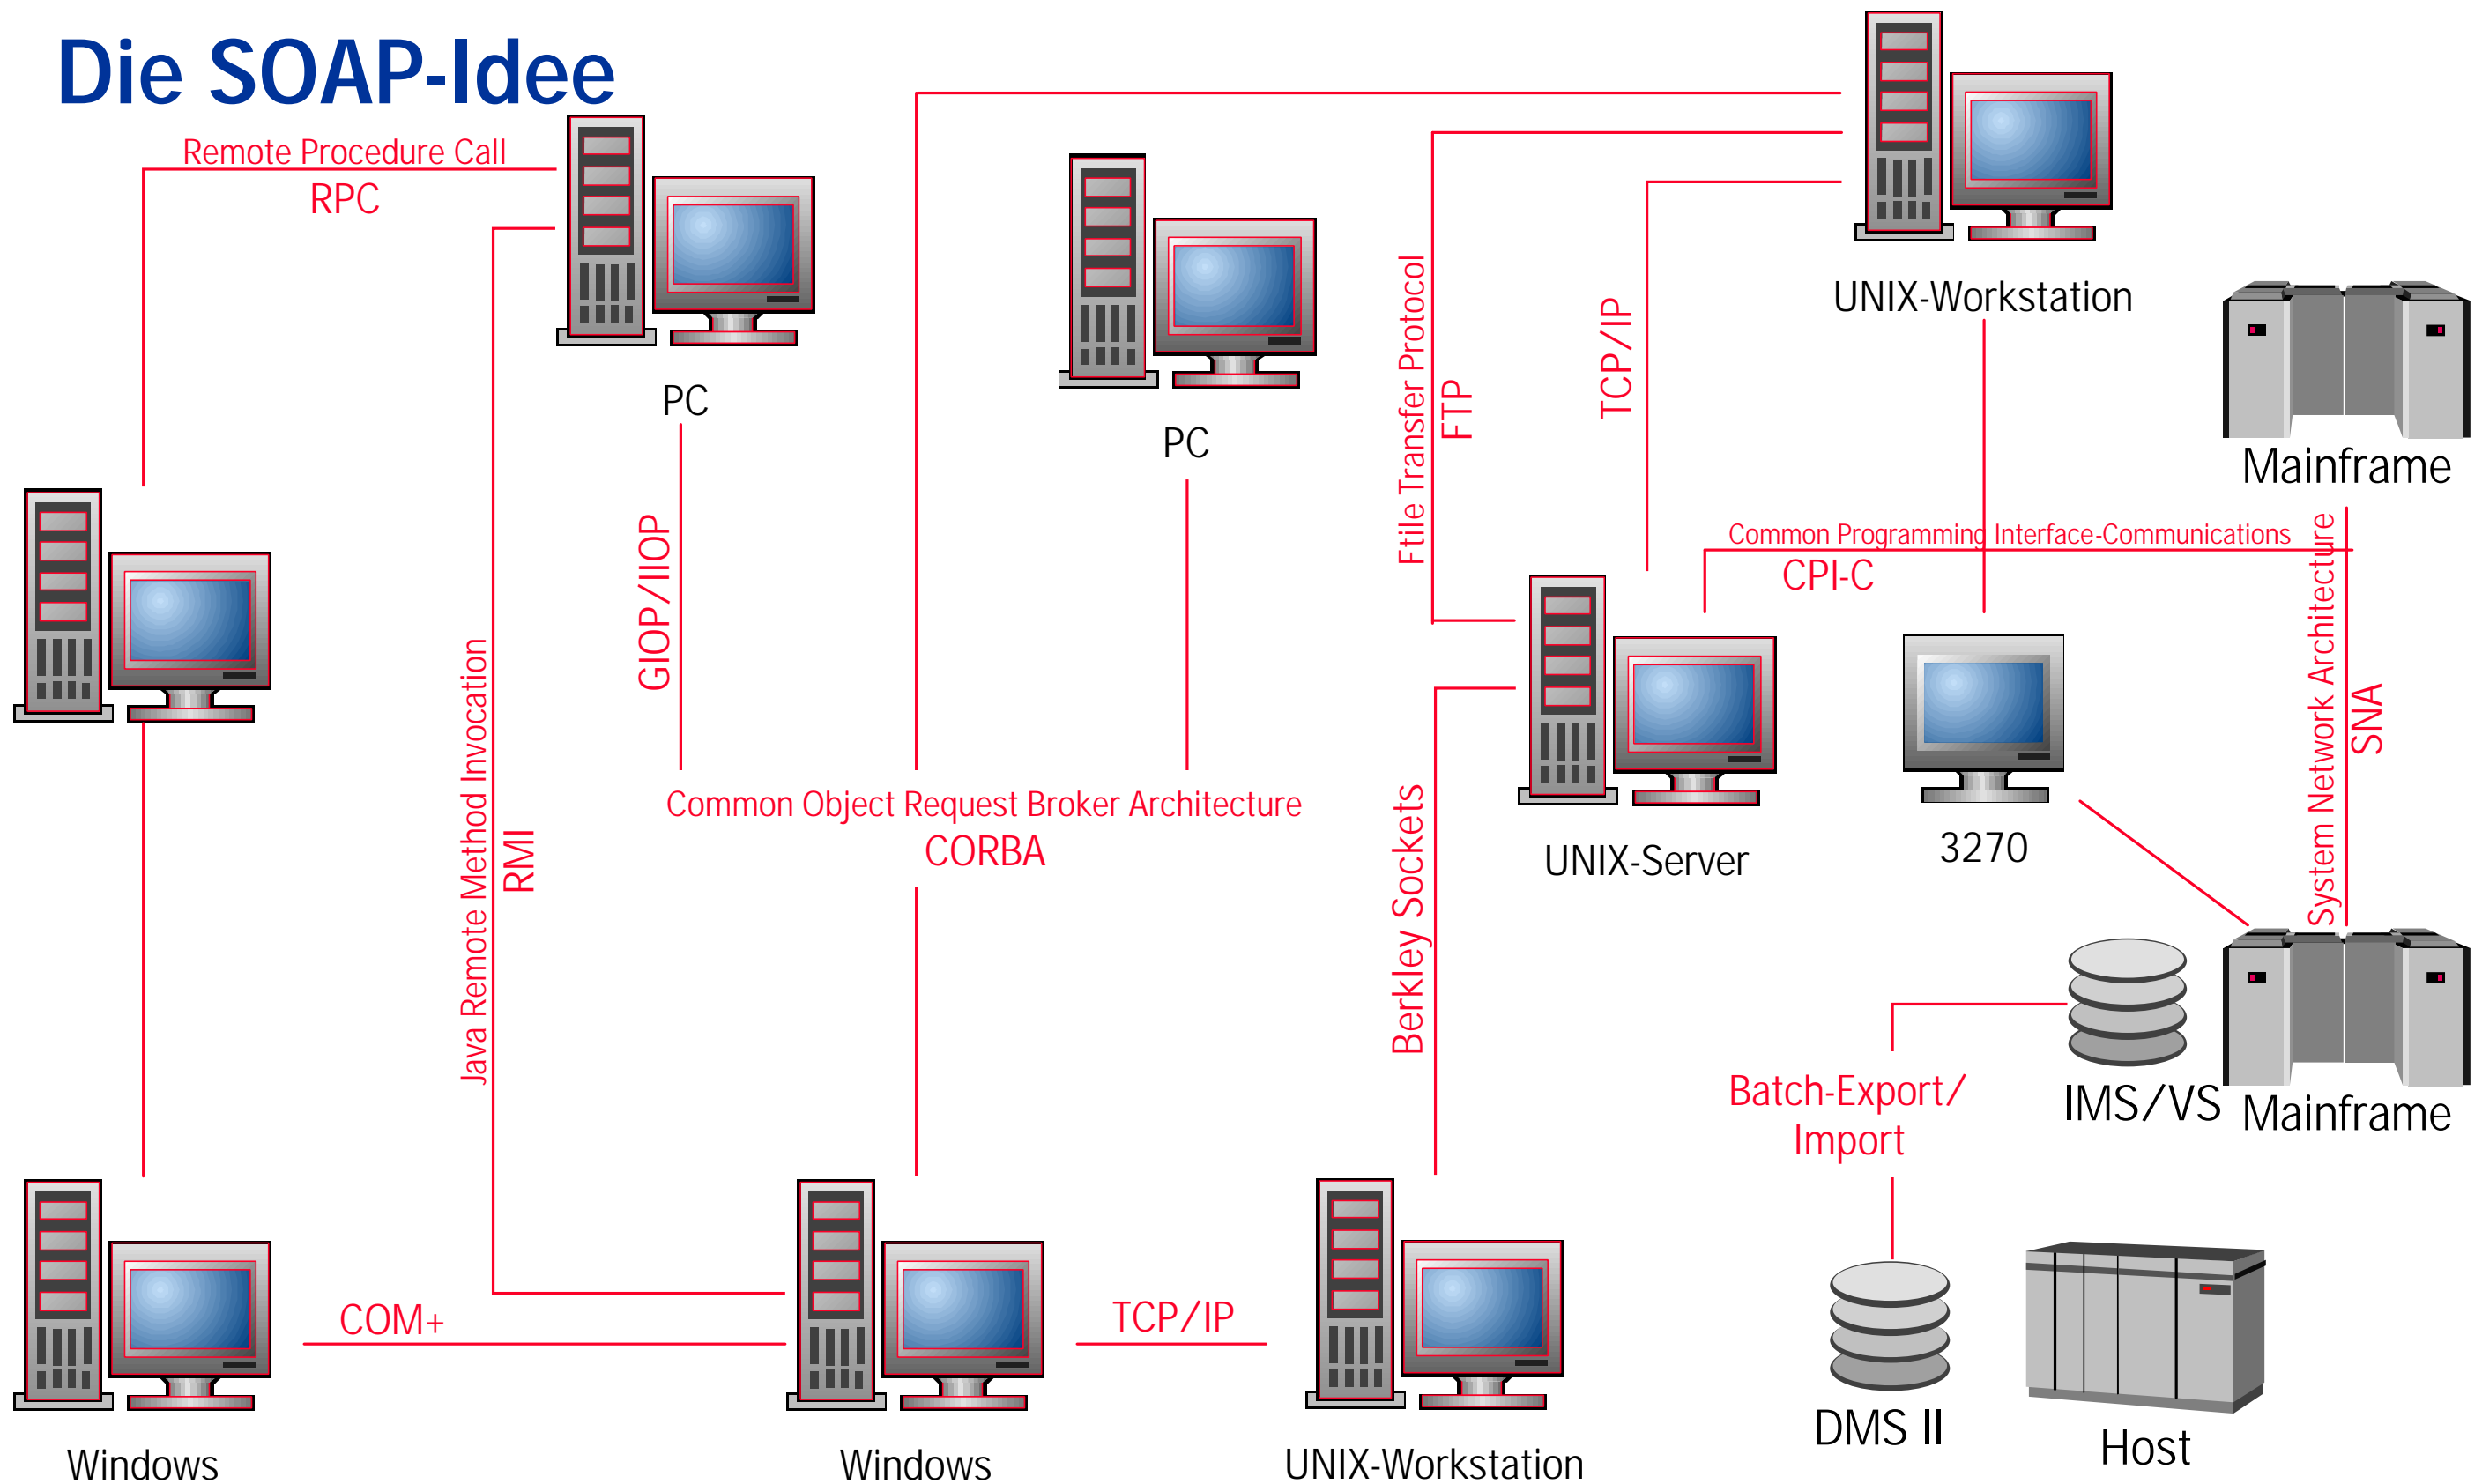 Die SOAP-Idee
Remote Procedure Call
RPC
PC
PC
UNIX-Workstation
Mainframe
Ftile Transfer Protocol
FTP
TCP/IP
Common Programming Interface-Communications
CPI-C
GIOP/IIOP
Java Remote Method Invocation
RMI
Common Object Request Broker Architecture
CORBA
Berkley Sockets
UNIX-Server
3270
System Network Architecture
SNA
Batch-Export/
Import
IMS/VS
Mainframe
COM+
TCP/IP
DMS II
Host
Windows
Windows
UNIX-Workstation